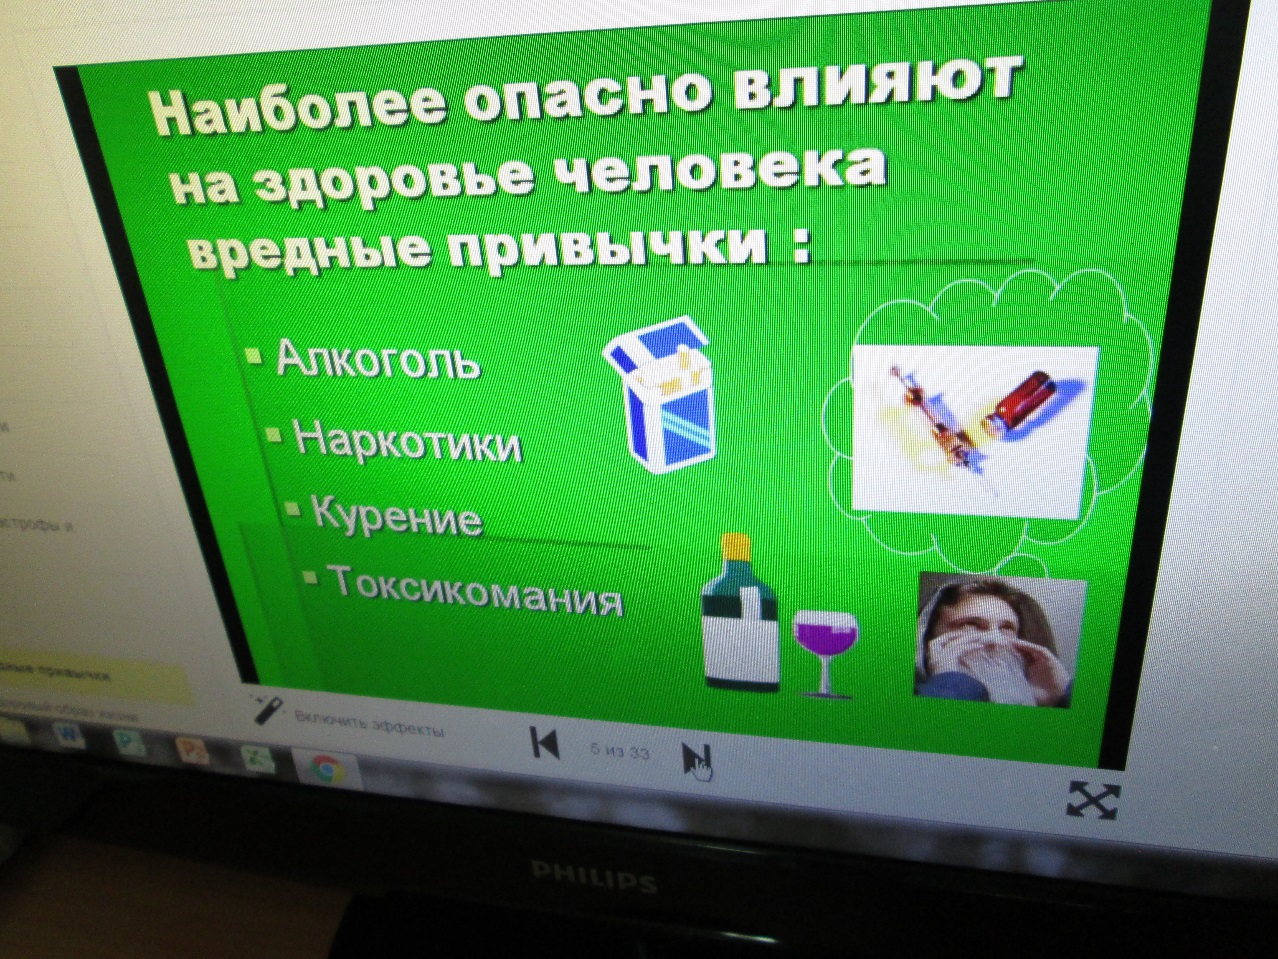 Наиболее опасно влияют
на здоровье человека
вредные привычки :
Алкоголь
Наркотики
Курение
Токсикомания
Включить эффекты
5 из 33
PHILIPS